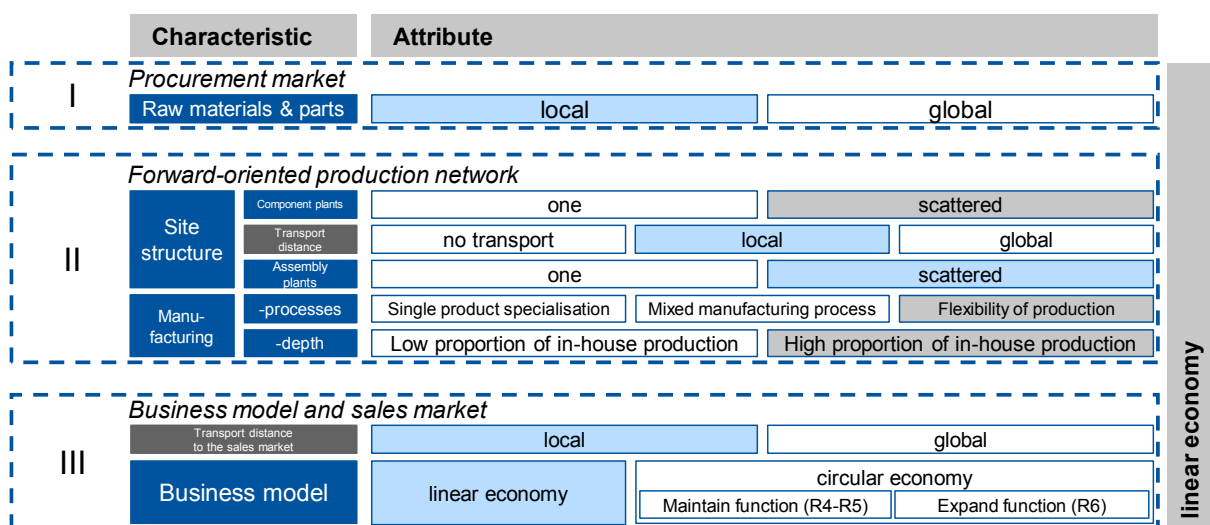 Characteristic Attribute
I
Procurement market
Raw materials & parts local global
II
Forward-oriented production network
Site
structure
Component plants one scattered
Transport
distance
no transport local global
Assembly
plants
one scattered
Manu-
facturing
-processes Single product specialisation Mixed manufacturing process Flexibility of production
-depth Low proportion of in-house production High proportion of in-house production
III
Business model and sales market
Transport distance
to the sales market
local global
Business model linear economy circular economy
Maintain function (R4-R5) Expand function (R6)
linear economy